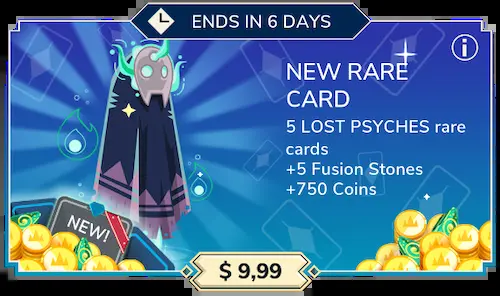 ENDS IN 6 DAYS
NEW RARE
CARD
5 LOST PSYCHES rare
cards
+5 Fusion Stones
+750 Coins
NEW!
$ 9,99